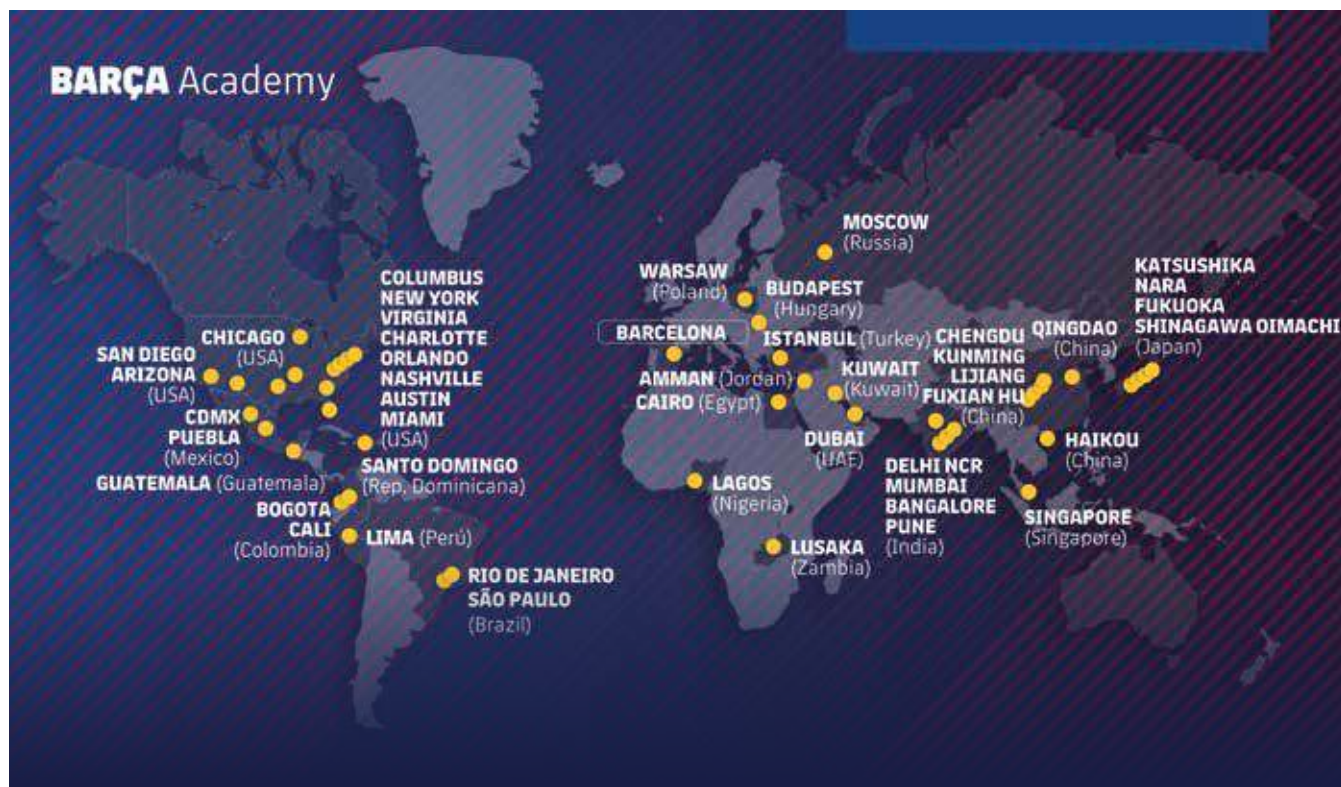 BARÇA Academy
MOSCOW
(Russia)
WARSAW
(Poland)
BUDAPEST
(Hungary)
BARCELONA
ISTANBUL (Turkey)
AMMAN (Jordan)
CAIRO (Egypt)
KUWAIT
(Kuwait)
DUBAI
(UAE)
CHENGDU
KUNMING
LIJIANG
FUXIAN HU
(China)
QINGDAO
(China)
KATSUSHIKA
NARA
FUKUOKA
SHINAGAWA OIMACHI
(Japan)
COLUMBUS
NEW YORK
VIRGINIA
CHARLOTTE
ORLANDO
NASHVILLE
AUSTIN
MIAMI
(USA)
CHICAGO
(USA)
SAN DIEGO
ARIZONA
(USA)
CDMX
PUEBLA
(Mexico)
GUATEMALA (Guatemala)
SANTO DOMINGO
(Rep. Dominicana)
BOGOTA
CALI
(Colombia)
LIMA (Perú)
RIO DE JANEIRO
SÃO PAULO
(Brazil)
LAGOS
(Nigeria)
LUSAKA
(Zambia)
DELHI NCR
MUMBAI
BANGALORE
PUNE
(India)
HAIKOU
(China)
SINGAPORE
(Singapore)